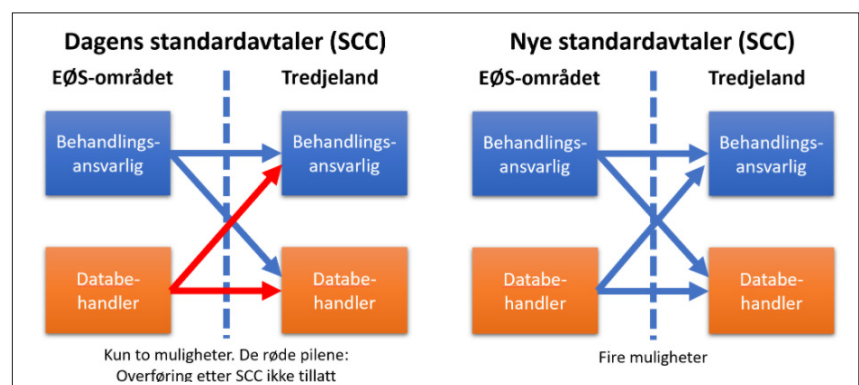 Dagens standardavtaler (SCC)
EØS-området
Tredjeland
Behandlings-
ansvarlig
Behandlings-
ansvarlig
Databe-
handler
Databe-
handler
Kun to muligheter. De røde pilene:
Overføring etter SCC ikke tillatt
Nye standardavtaler (SCC)
EØS-området
Tredjeland
Behandlings-
ansvarlig
Behandlings-
ansvarlig
Databe-
handler
Databe-
handler
Fire muligheter